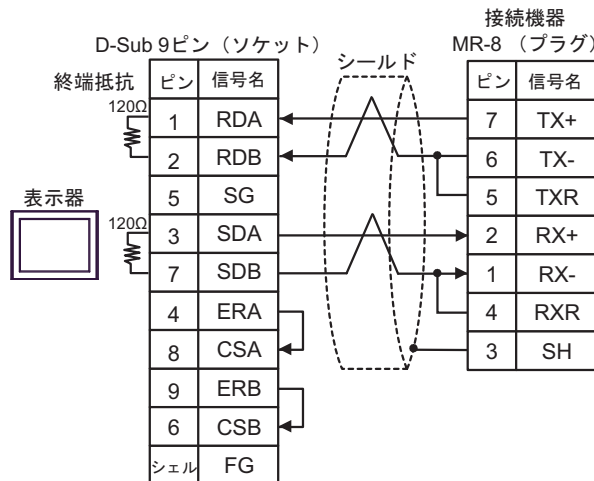 接続機器
D-Sub 9ピン（ソケット）
シールド
MR-8 （プラグ）
終端抵抗
ピン 信号名
ピン 信号名
120Ω
1 RDA
7 TX+
2 RDB
6 TX-
5 SG
5 TXR
表示器
120Ω
3 SDA
2 RX+
7 SDB
1 RX-
4 ERA
4 RXR
8 CSA
3 SH
9 ERB
6 CSB
シェル FG